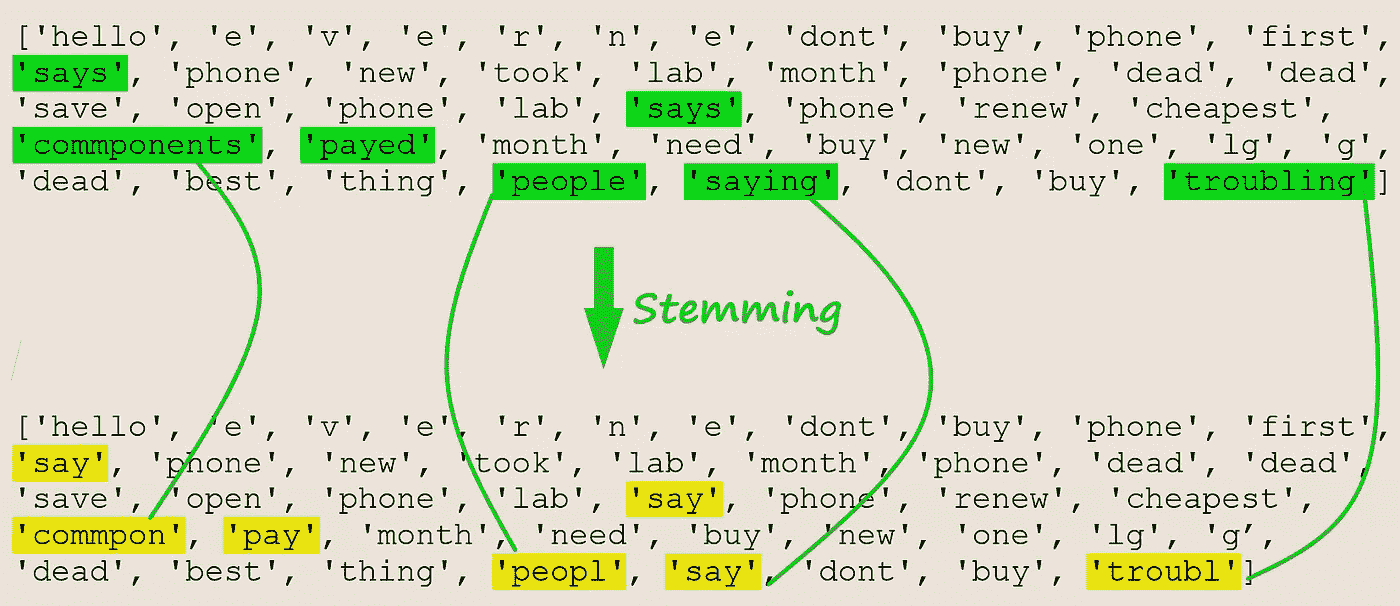 ['hello', 'e', 'v', 'e', 'r', 'n', 'e', 'dont', 'buy', 'phone', 'first',
'says', 'phone', 'new', 'took', 'lab', 'month', 'phone', 'dead', 'dead',
'save', 'open', 'phone', 'lab', 'says', 'phone', 'renew', 'cheapest',
'commponents', 'payed', 'month', 'need', 'buy', 'new', 'one', 'lg', 'g',
'dead', 'best', 'thing', 'people', 'saying', 'dont', 'buy', 'troubling']
Stemming
['hello', 'e', 'v', 'e', 'r', 'n', 'e', 'dont', 'buy', 'phone', 'first',
'say', 'phone', 'new', 'took', 'lab', 'month', 'phone', 'dead', 'dead',
'save', 'open', 'phone', 'lab', 'say', 'phone', 'renew', 'cheapest',
'commpon', 'pay', 'month', 'need', 'buy', 'new', 'one', 'lg', 'g’,
'dead', 'best', 'thing', 'peopl', 'say', 'dont', 'buy', 'troubl']